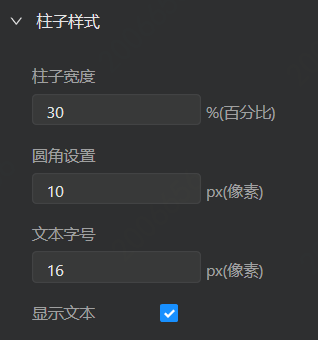 柱子样式
柱子宽度
30 %(百分比)
圆角设置
10 px(像素)
文本字号
16 px(像素)
显示文本